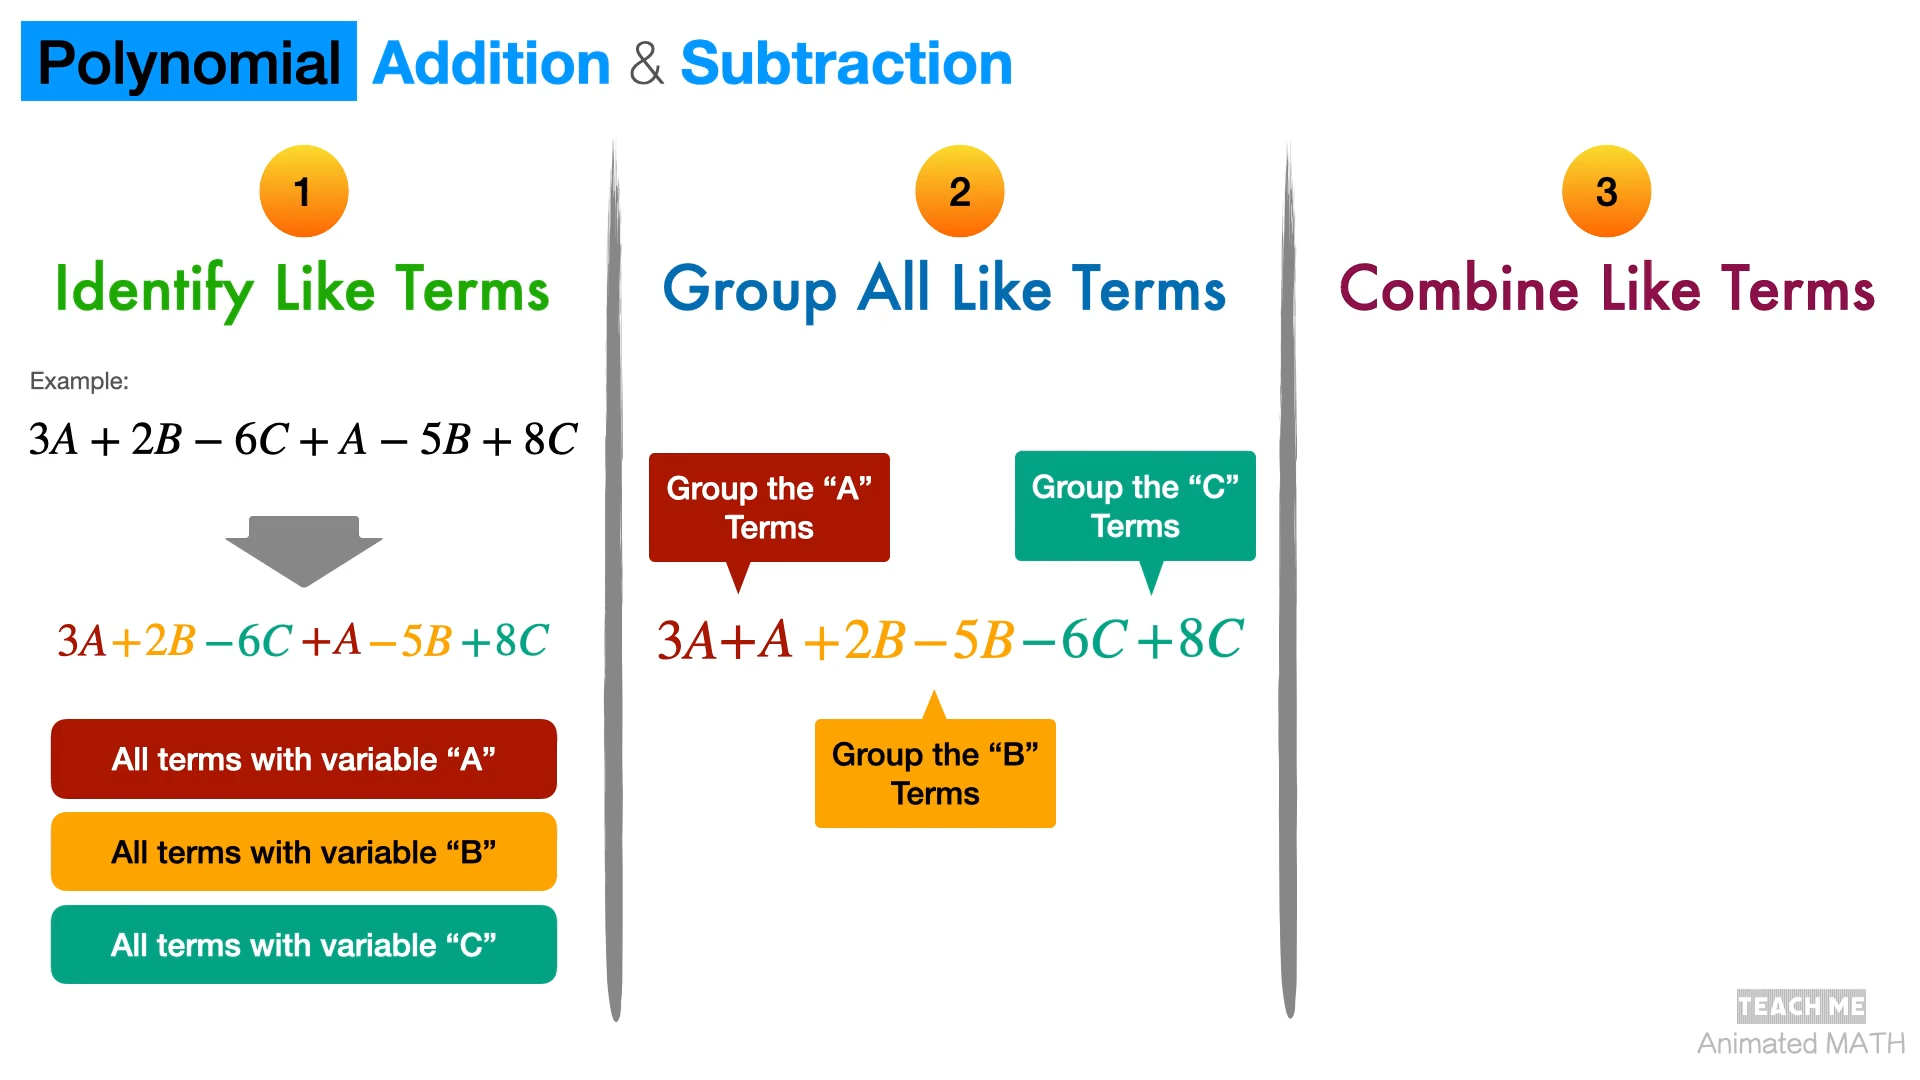 Polynomial Addition & Subtraction
1
Identify Like Terms
Example:
3A + 2B − 6C + A − 5B + 8C
3A +2B −6C +A −5B +8C
All terms with variable “A”
All terms with variable “B”
All terms with variable “C”
2
Group All Like Terms
Group the “A”
Terms
Group the “C”
Terms
3A+A +2B−5B−6C +8C
Group the “B”
Terms
3
Combine Like Terms
TEACH ME
Animated MATH